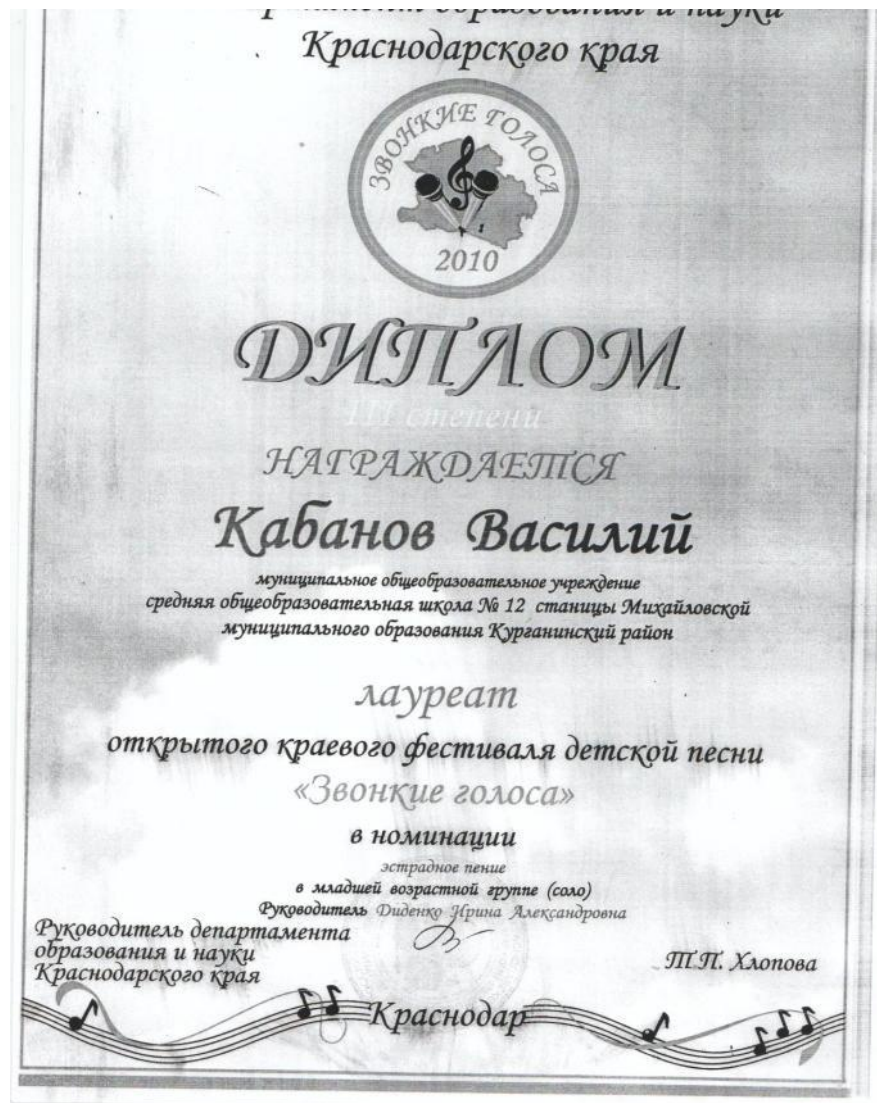 образования и науки
Краснодарского края
ЗВОНКИЕ ГОЛОСА
2010
ДИПЛОМ
III степени
НАГРАЖДАЕТСЯ
Кабанов Василий
муниципальное общеобразовательное учреждение
средняя общеобразовательная школа № 12 станицы Михайловской
муниципального образования Курганинский район
лауреат
открытого краевого фестиваля детской песни
«Звонкие голоса»
в номинации
эстрадное пение
в младшей возрастной группе (соло)
Руководитель Диденко Ирина Александровна
Руководитель департамента
образования и науки
Краснодарского края
Т.П. Хлопова
Краснодар